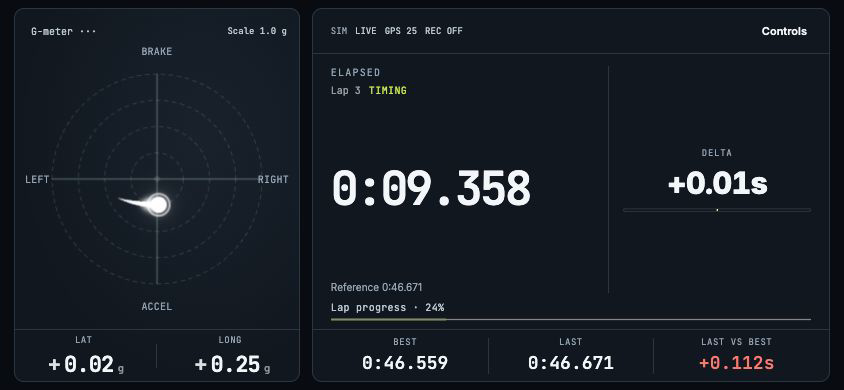 G-meter ···
Scale 1.0 g
BRAKE
LEFT
RIGHT
ACCEL
LAT
+0.02 g
LONG
+0.25 g
SIM LIVE GPS 25 REC OFF
Controls
ELAPSED
Lap 3 TIMING
0:09.358
DELTA
+0.01s
Reference 0:46.671
Lap progress · 24%
BEST
0:46.559
LAST
0:46.671
LAST VS BEST
+0.112s